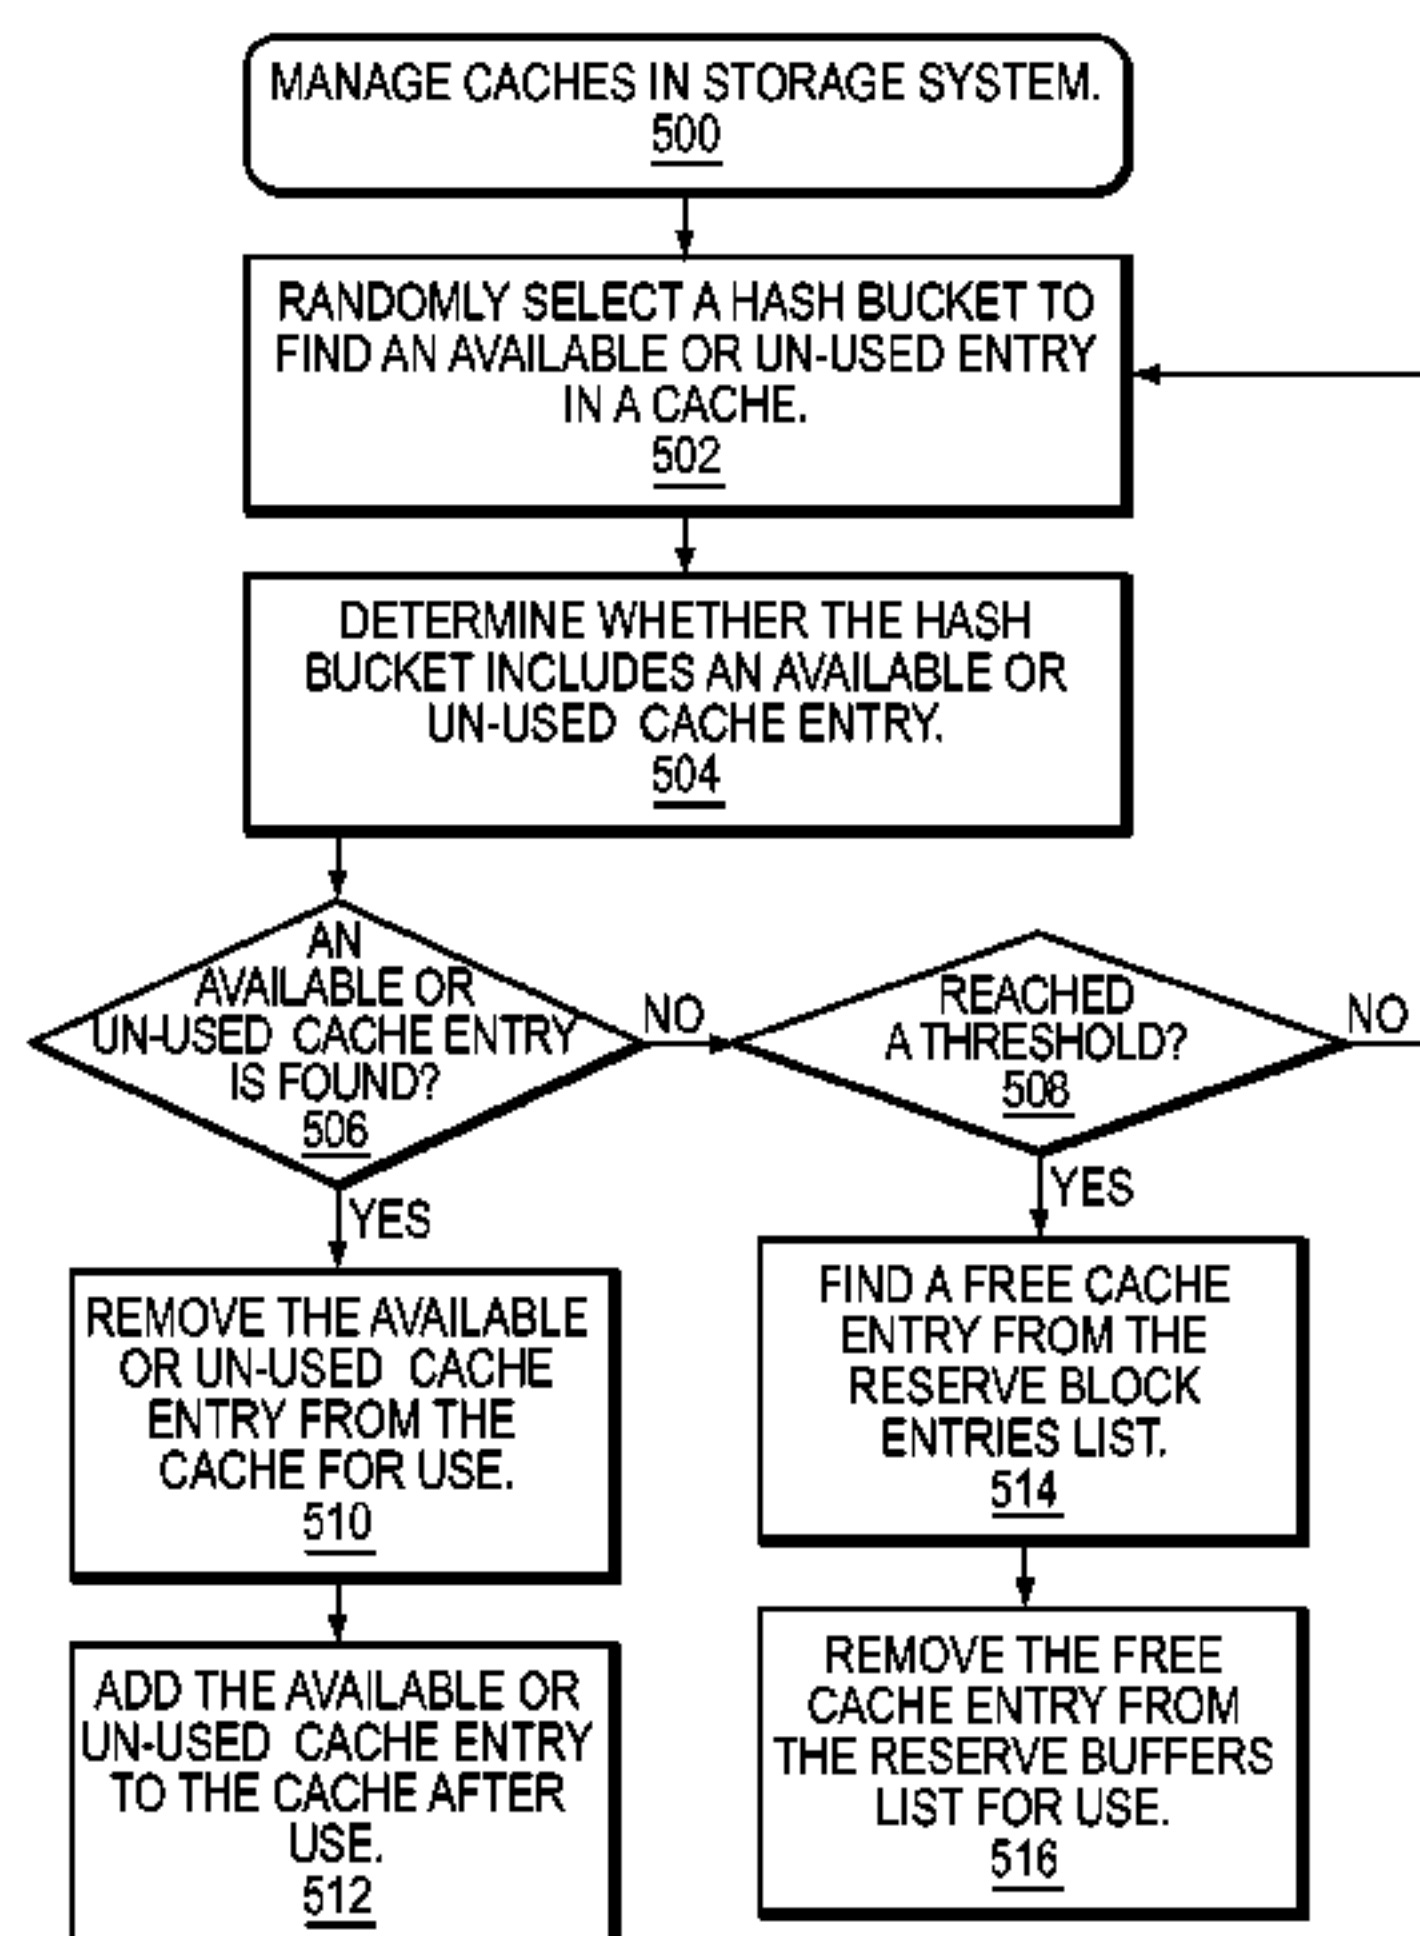 MANAGE CACHES IN STORAGE SYSTEM.
500
RANDOMLY SELECT A HASH BUCKET TO
FIND AN AVAILABLE OR UN-USED ENTRY
IN A CACHE.
502
DETERMINE WHETHER THE HASH
BUCKET INCLUDES AN AVAILABLE OR
UN-USED CACHE ENTRY.
504
AN
AVAILABLE OR
UN-USED CACHE ENTRY
IS FOUND?
506
NO
REACHED
A THRESHOLD?
508
NO
YES
YES
REMOVE THE AVAILABLE
OR UN-USED CACHE
ENTRY FROM THE
CACHE FOR USE.
510
FIND A FREE CACHE
ENTRY FROM THE
RESERVE BLOCK
ENTRIES LIST.
514
ADD THE AVAILABLE OR
UN-USED CACHE ENTRY
TO THE CACHE AFTER
USE.
512
REMOVE THE FREE
CACHE ENTRY FROM
THE RESERVE BUFFERS
LIST FOR USE.
516